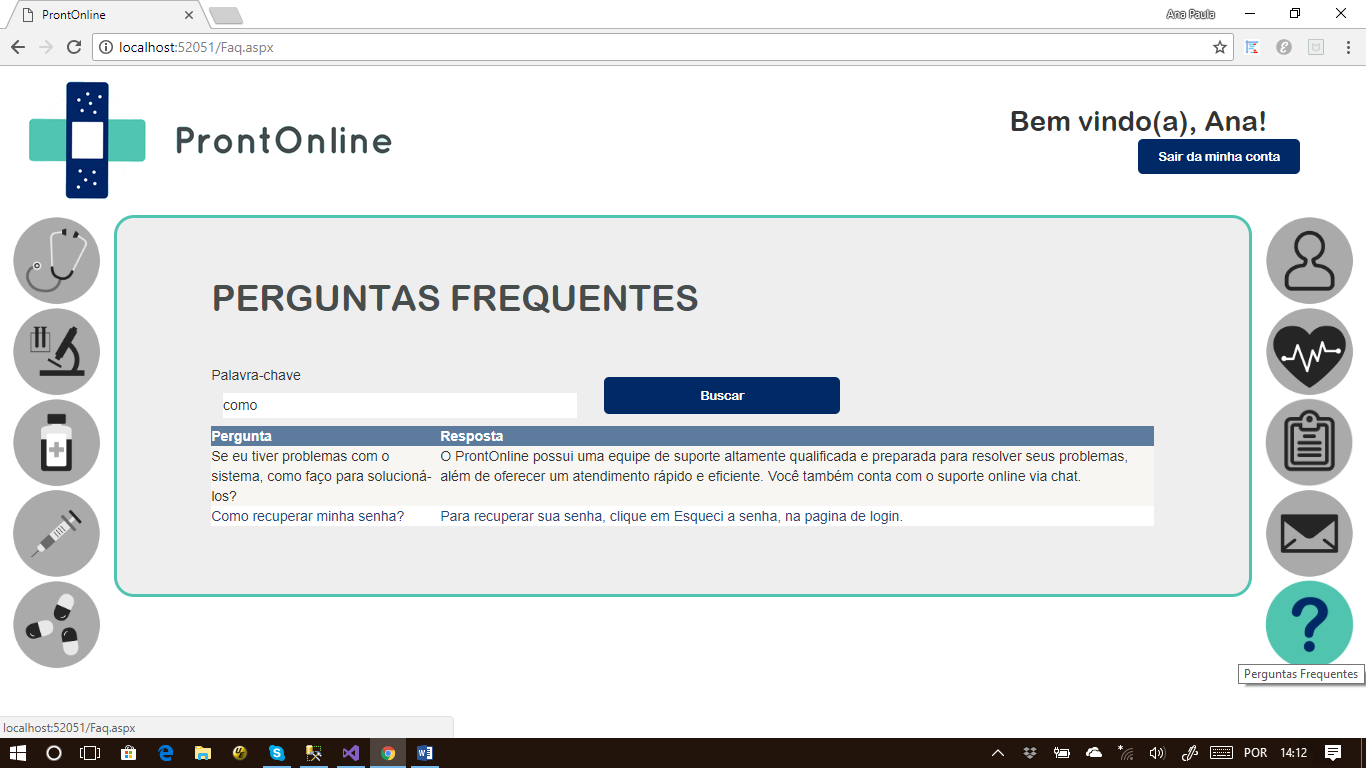 ProntOnline
Ana Paula
localhost:52051/Faq.aspx
ProntOnline
Bem vindo(a), Ana!
Sair da minha conta
PERGUNTAS FREQUENTES
Palavra-chave
como
Buscar
Pergunta Resposta
Se eu tiver problemas com o
sistema, como faço para solucioná-
los?
O ProntOnline possui uma equipe de suporte altamente qualificada e preparada para resolver seus problemas,
além de oferecer um atendimento rápido e eficiente. Você também conta com o suporte online via chat.
Como recuperar minha senha? Para recuperar sua senha, clique em Esqueci a senha, na pagina de login.
?
Perguntas Frequentes
localhost:52051/Faq.aspx
POR 14:12